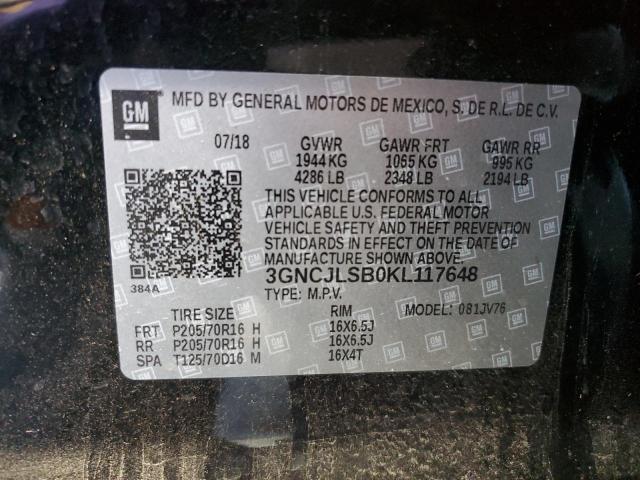 GM MFD BY GENERAL MOTORS DE MEXICO, S. DE R.L. DE C.V.
07/18 GVWR GAWR FRT GAWR RR
1944 KG 1065 KG 995 KG
4286 LB 2348 LB 2194 LB
THIS VEHICLE CONFORMS TO ALL
APPLICABLE U.S. FEDERAL MOTOR
VEHICLE SAFETY AND THEFT PREVENTION
STANDARDS IN EFFECT ON THE DATE OF
MANUFACTURE SHOWN ABOVE.
384A 3GNCJLSB0KL117648
TYPE: M.P.V.
TIRE SIZE RIM MODEL: 081JV76
FRT P205/70R16 H 16X6.5J
RR P205/70R16 H 16X6.5J
SPA T125/70D16 M 16X4T